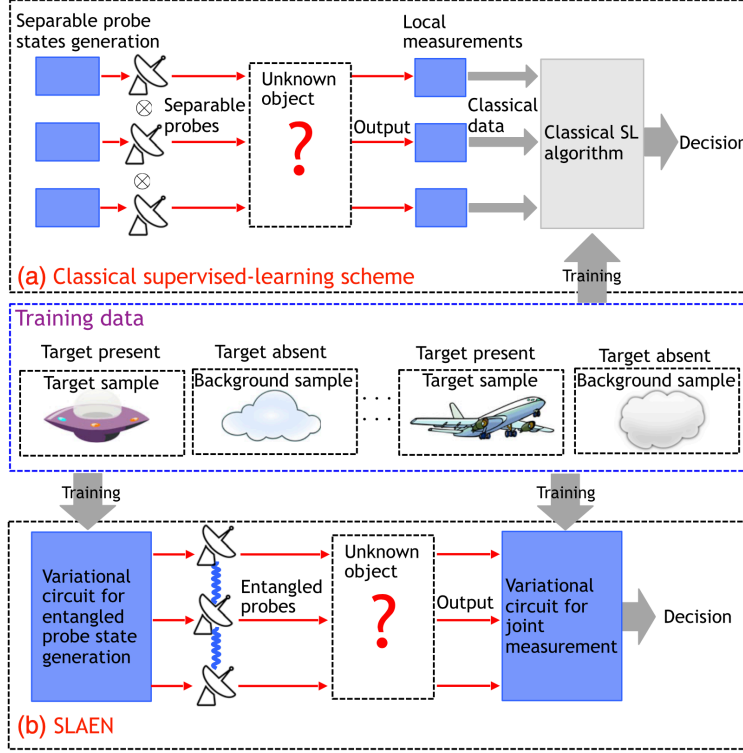 Separable probe
states generation
Local
measurements
Unknown
object
Separable
probes
Output
Classical
data
Classical SL
algorithm
Decision
⊗
⊗
?
(a) Classical supervised-learning scheme
Training
Training data
Target present
Target absent
Target present
Target absent
Target sample
Background sample
. . .
. . .
Target sample
Background sample
Training
Training
Variational
circuit for
entangled
probe state
generation
Entangled
probes
Unknown
object
?
Output
Variational
circuit for
joint
measurement
Decision
(b) SLAEN